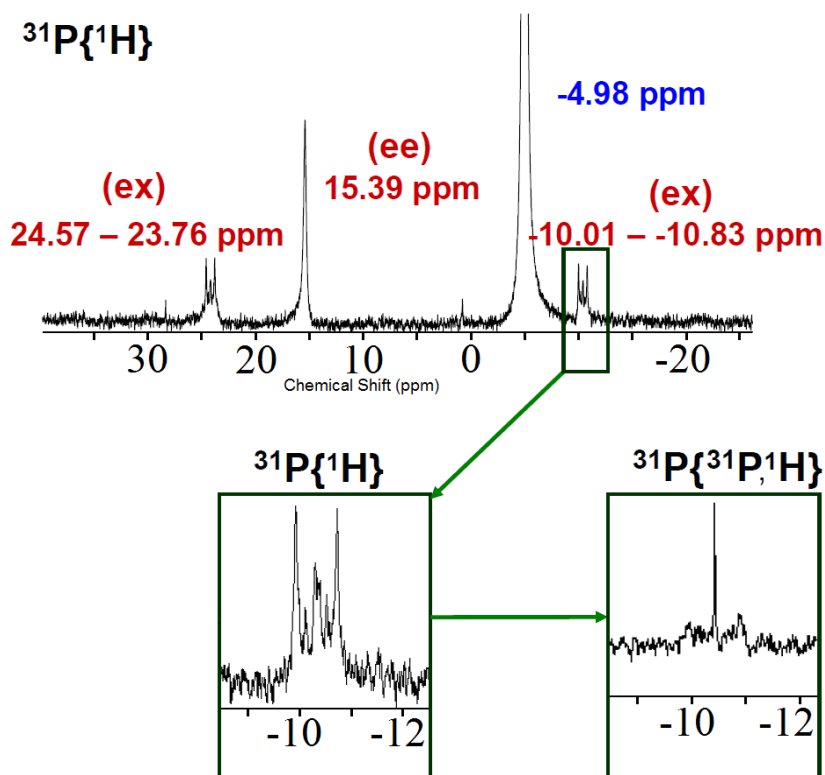 ³¹P{¹H}
-4.98 ppm
(ee)
15.39 ppm
(ex)
24.57 – 23.76 ppm
(ex)
-10.01 – -10.83 ppm
30 20 10 0 -20
Chemical Shift (ppm)
³¹P{¹H}
³¹P{³¹P,¹H}
-10 -12
-10 -12